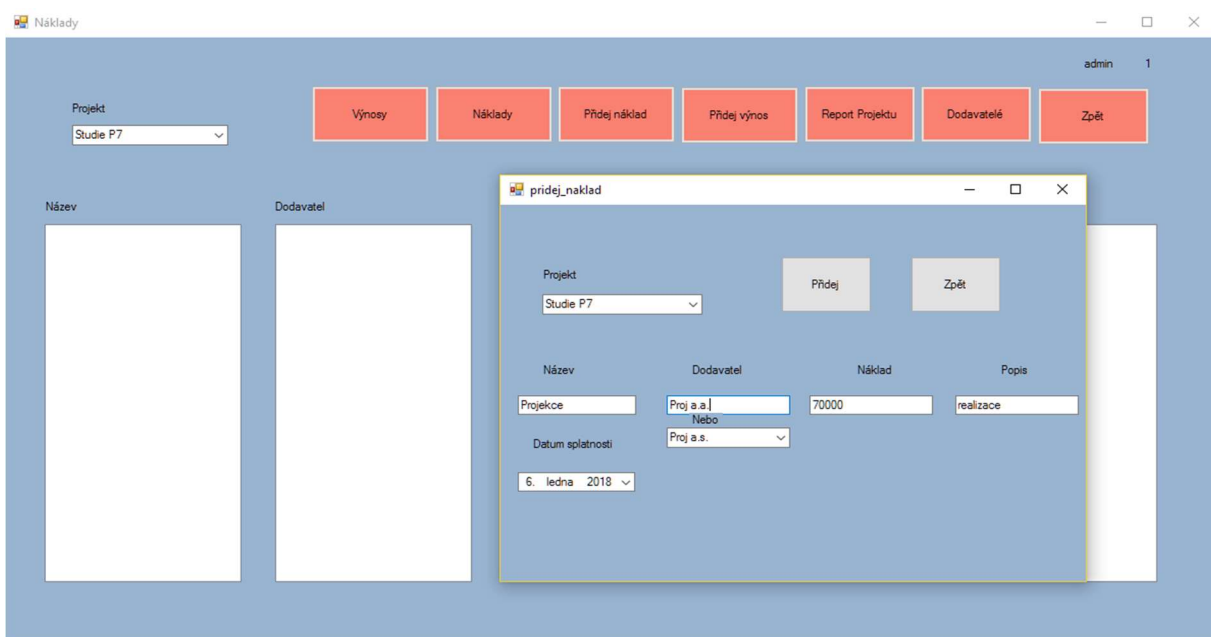 Náklady
admin 1
Projekt
Studie P7
Výnosy
Náklady
Přidej náklad
Přidej výnos
Report Projektu
Dodavatelé
Zpět
Název
Dodavatel
pridej_naklad
Projekt
Studie P7
Přidej
Zpět
Název
Dodavatel
Náklad
Popis
Projekce
Proj a.a.
70000
realizace
Nebo
Proj a.s.
Datum splatnosti
6. ledna 2018